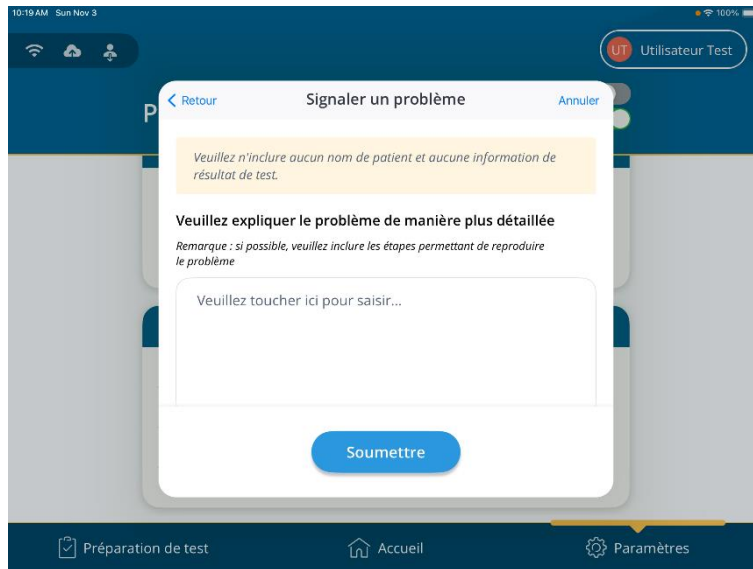 10:19 AM Sun Nov 3
100%
UT Utilisateur Test
P
Retour Signaler un problème Annuler
Veuillez n'inclure aucun nom de patient et aucune information de
résultat de test.
Veuillez expliquer le problème de manière plus détaillée
Remarque : si possible, veuillez inclure les étapes permettant de reproduire
le problème
Veuillez toucher ici pour saisir...
Soumettre
Préparation de test Accueil Paramètres